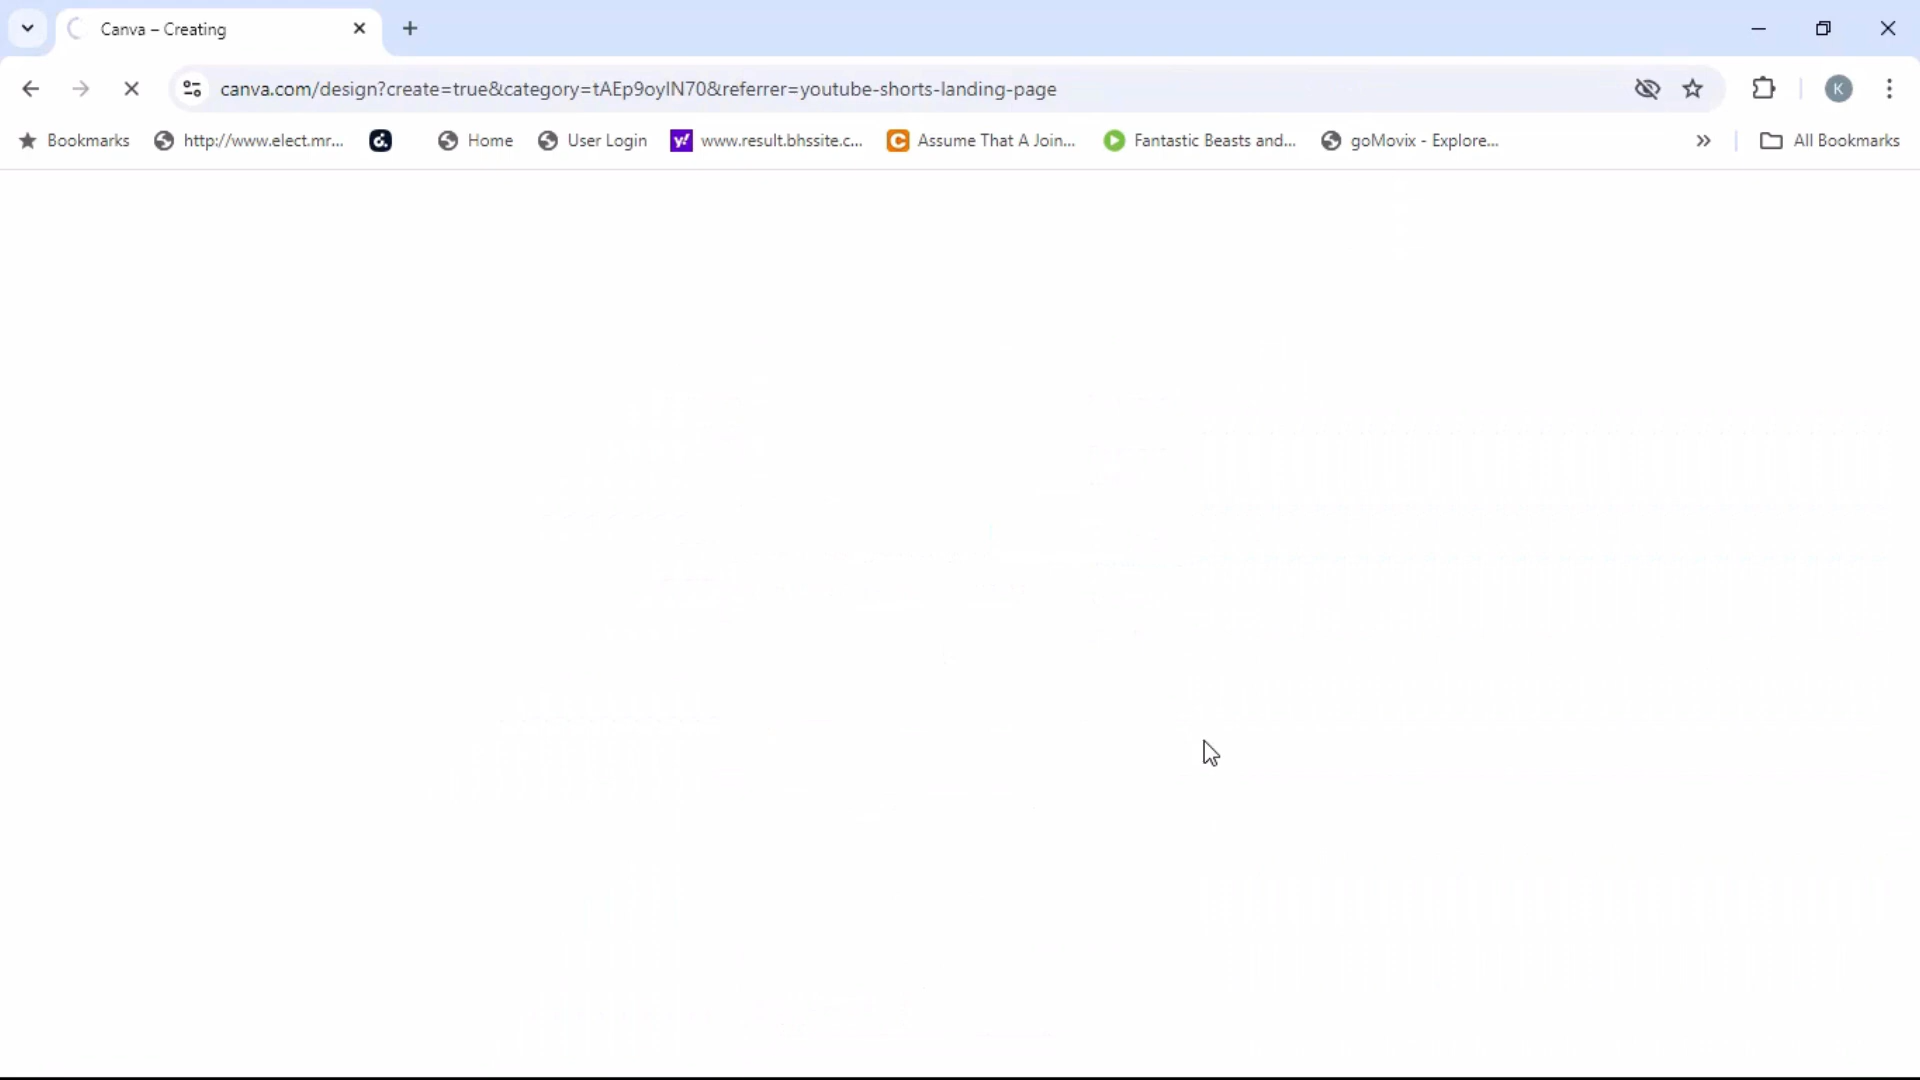 Canva – Creating
canva.com/design?create=true&category=tAEp9oyIN70&referrer=youtube-shorts-landing-page
K
Bookmarks
http://www.elect.mr...
Home
User Login
www.result.bhssite.c...
Assume That A Join...
Fantastic Beasts and...
goMovix - Explore...
All Bookmarks